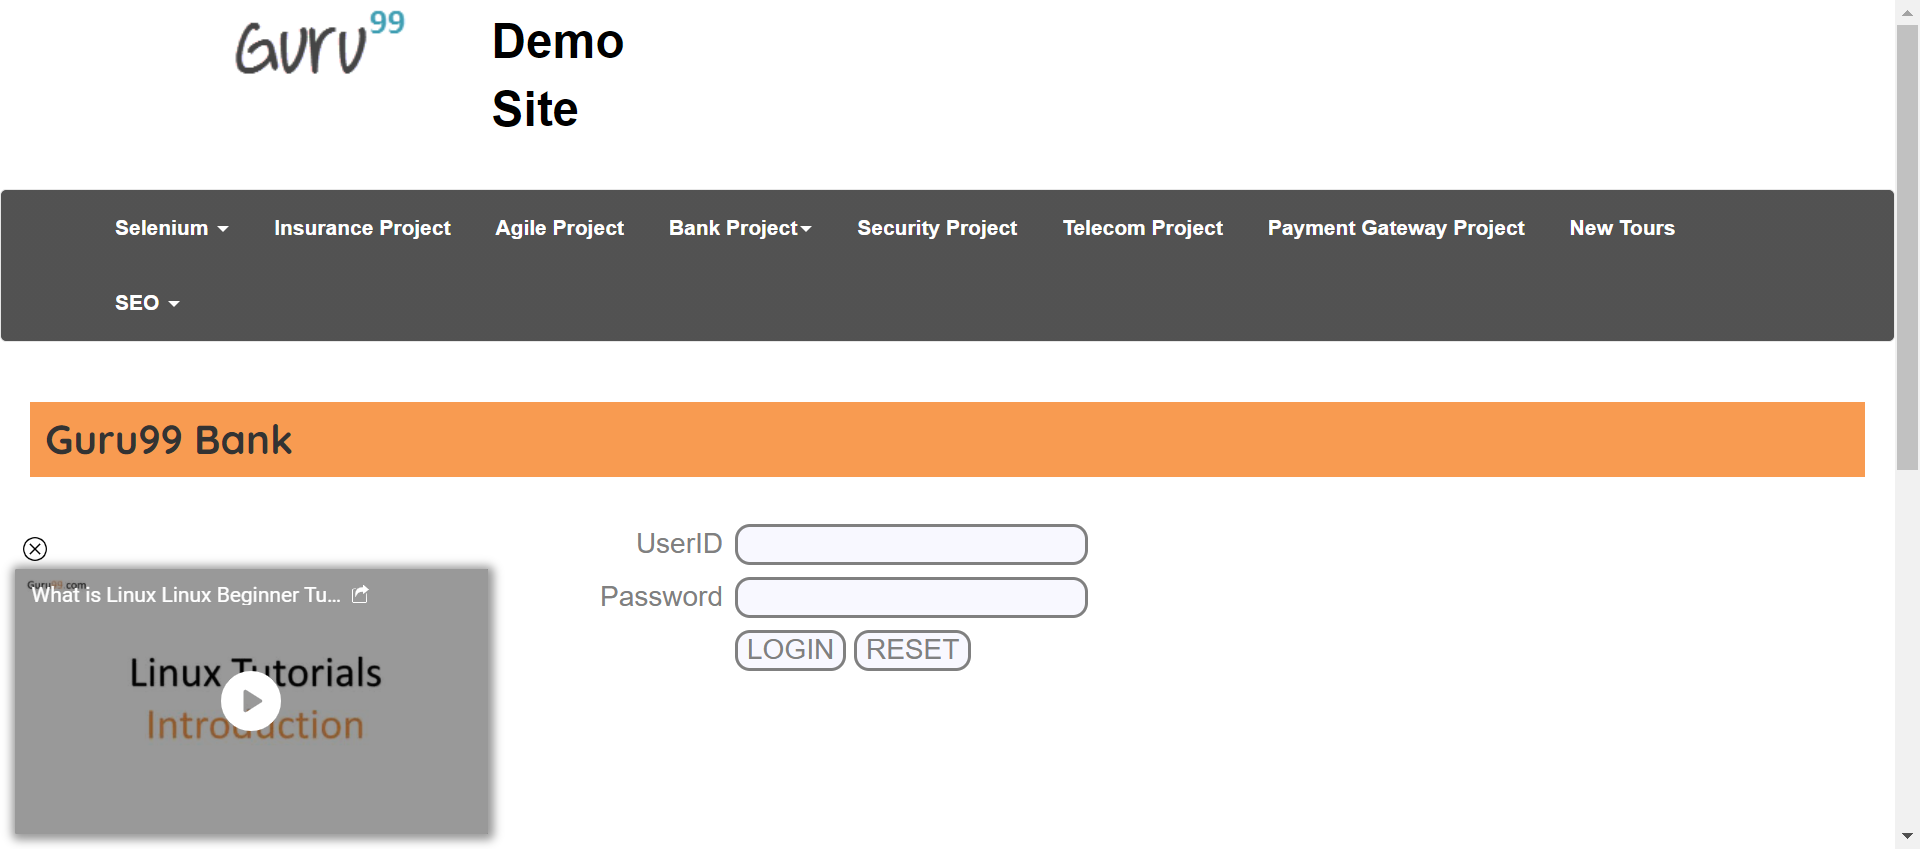 Guru99
Demo
Site
Selenium
Insurance Project
Agile Project
Bank Project
Security Project
Telecom Project
Payment Gateway Project
New Tours
SEO
Guru99 Bank
UserID
Password
LOGIN
RESET
Guru99.com
What is Linux Linux Beginner Tu...
Linux Tutorials
Introduction